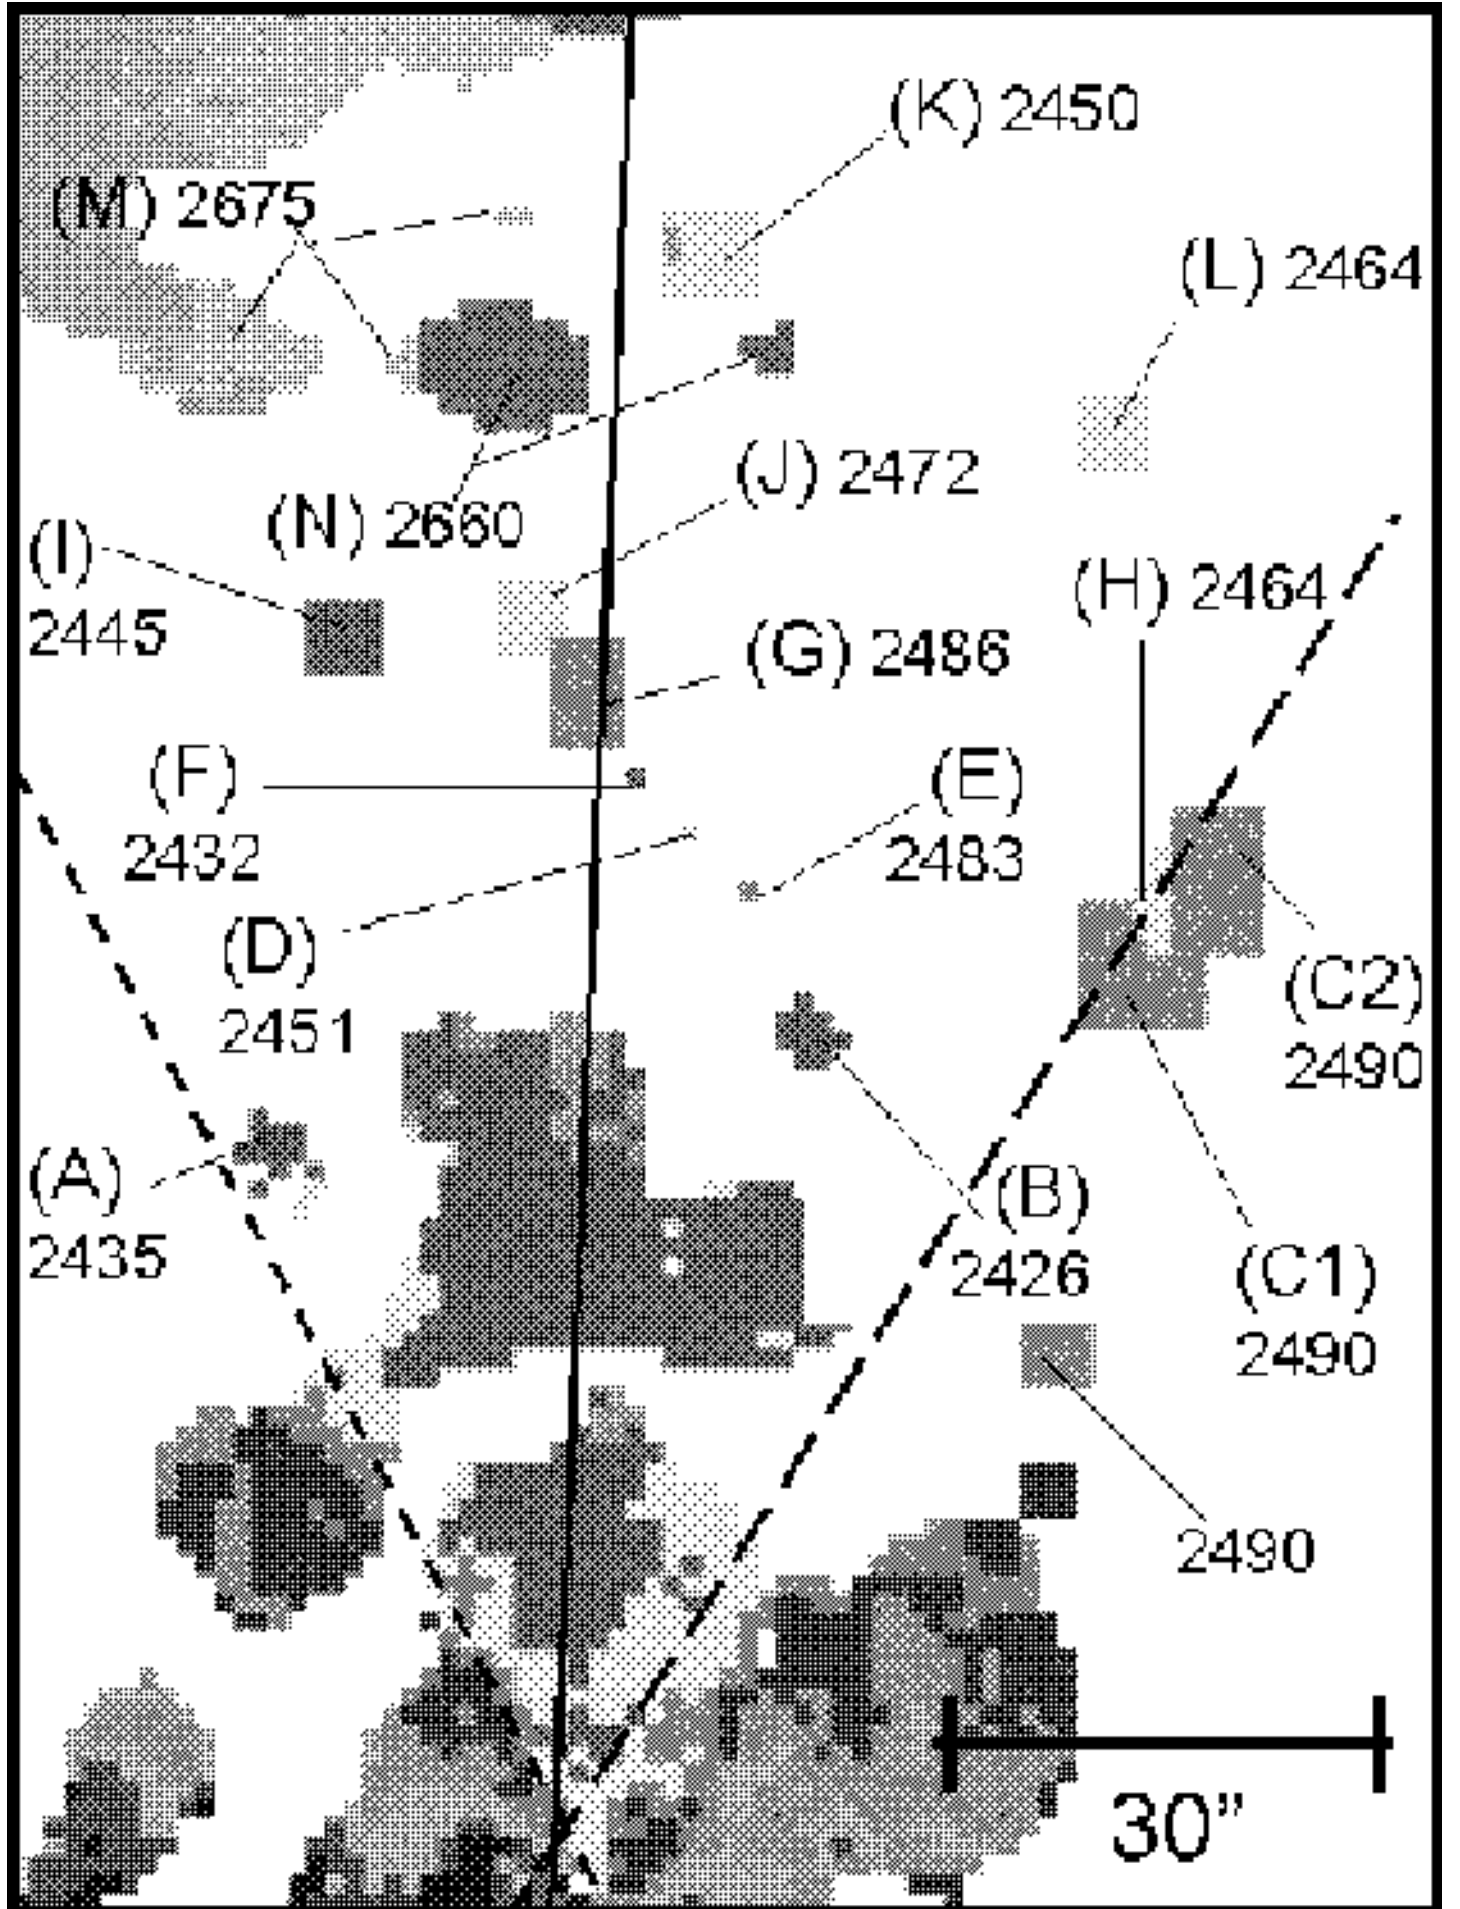 (K) 2450
(M) 2675
(L) 2464
(J) 2472
(N) 2660
(I)
2445
(H) 2464
(G) 2486
(F)
2432
(E)
2483
(D)
2451
(C2)
2490
(A)
2435
(B)
2426
(C1)
2490
2490
30”